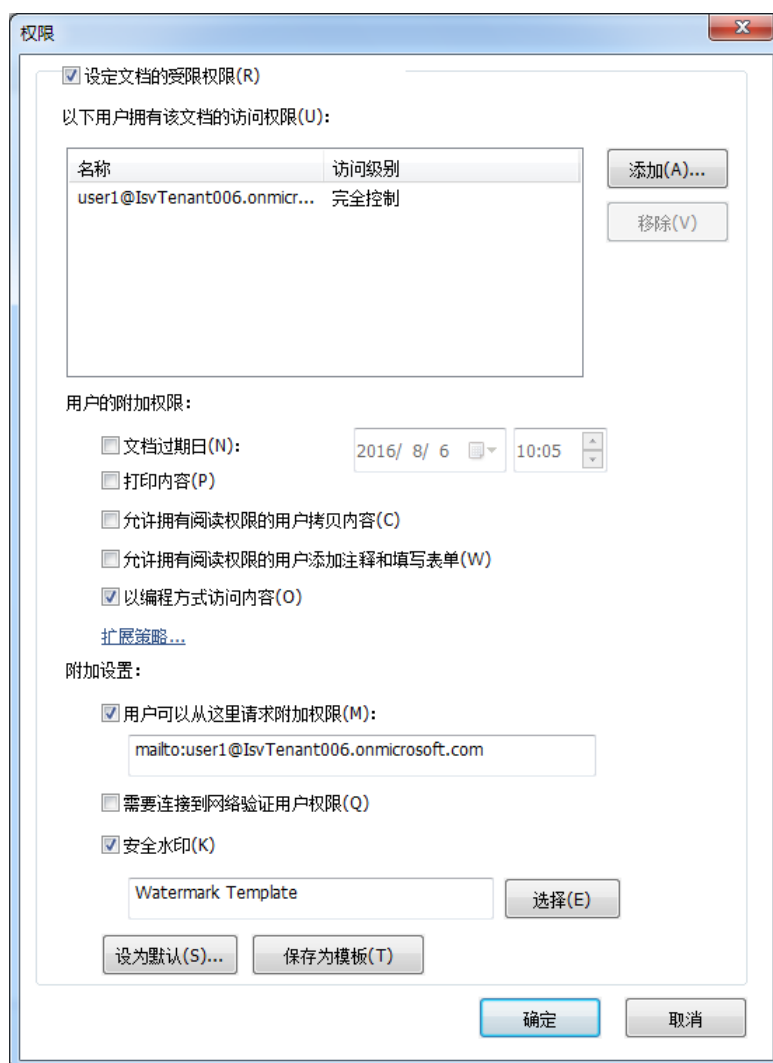 权限
设定文档的受限权限(R)
以下用户拥有该文档的访问权限(U):
名称 访问级别
添加(A)...
user1@IsvTenant006.onmicr... 完全控制
移除(V)
用户的附加权限:
文档过期日(N): 2016/ 8/ 6 10:05
打印内容(P)
允许拥有阅读权限的用户拷贝内容(C)
允许拥有阅读权限的用户添加注释和填写表单(W)
以编程方式访问内容(O)
扩展策略...
附加设置:
用户可以从这里请求附加权限(M):
mailto:user1@IsvTenant006.onmicrosoft.com
需要连接到网络验证用户权限(Q)
安全水印(K)
Watermark Template 选择(E)
设为默认(S)... 保存为模板(T)
确定 取消